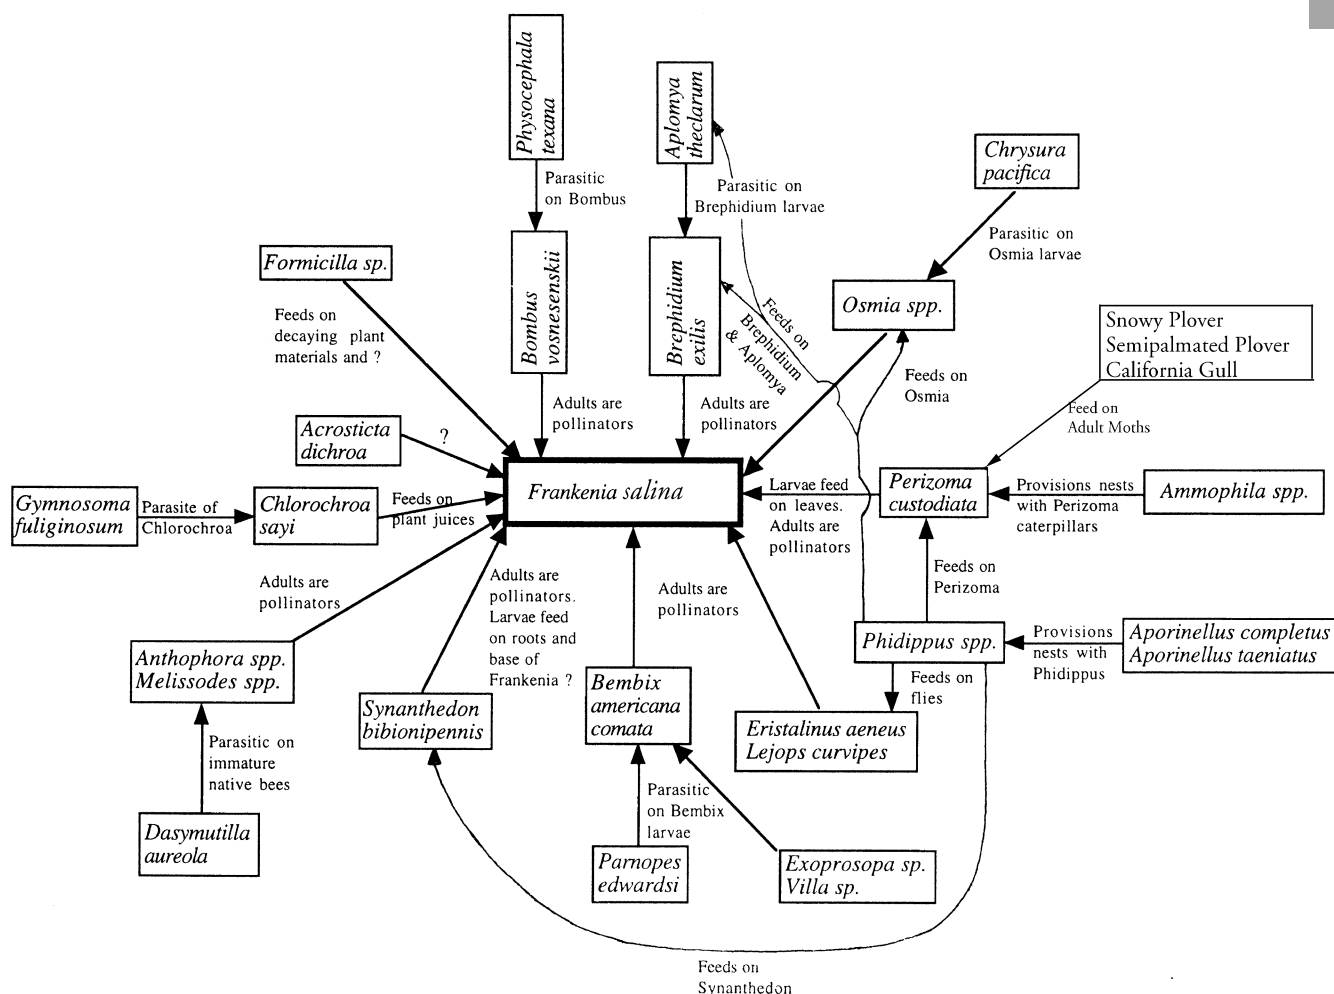 Physocephala
texana
Aplomya
theclarum
Chrysura
pacifica
Parasitic
on Bombus
Parasitic on
Brephidium larvae
Parasitic on
Osmia larvae
Formicilla sp.
Bombus
vosnesenskii
Brephidium
exilis
Osmia spp.
Snowy Plover
Semipalmated Plover
California Gull
Feeds on
decaying plant
materials and ?
Feeds on
Brephidium
& Aplomya
Feeds on
Osmia
Feed on
Adult Moths
Adults are
pollinators
Adults are
pollinators
Acrosticta
dichroa
?
Frankenia salina
Gymnosoma
fuliginosum
Parasite of
Chlorochroa
Chlorochroa
sayi
Feeds on
plant juices
Larvae feed
on leaves.
Adults are
pollinators
Perizoma
custodiata
Provisions nests
with Perizoma
caterpillars
Ammophila spp.
Adults are
pollinators
Adults are
pollinators.
Larvae feed
on roots and
base of
Frankenia ?
Adults are
pollinators
Feeds on
Perizoma
Anthophora spp.
Melissodes spp.
Phidippus spp.
Provisions
nests with
Phidippus
Aporinellus completus
Aporinellus taeniatus
Synanthedon
bibionipennis
Bembix
americana
comata
Feeds on
flies
Eristalinus aeneus
Lejops curvipes
Parasitic on
immature
native bees
Parasitic
on Bembix
larvae
Dasymutilla
aureola
Parnopes
edwardsi
Exoprosopa sp.
Villa sp.
Feeds on
Synanthedon